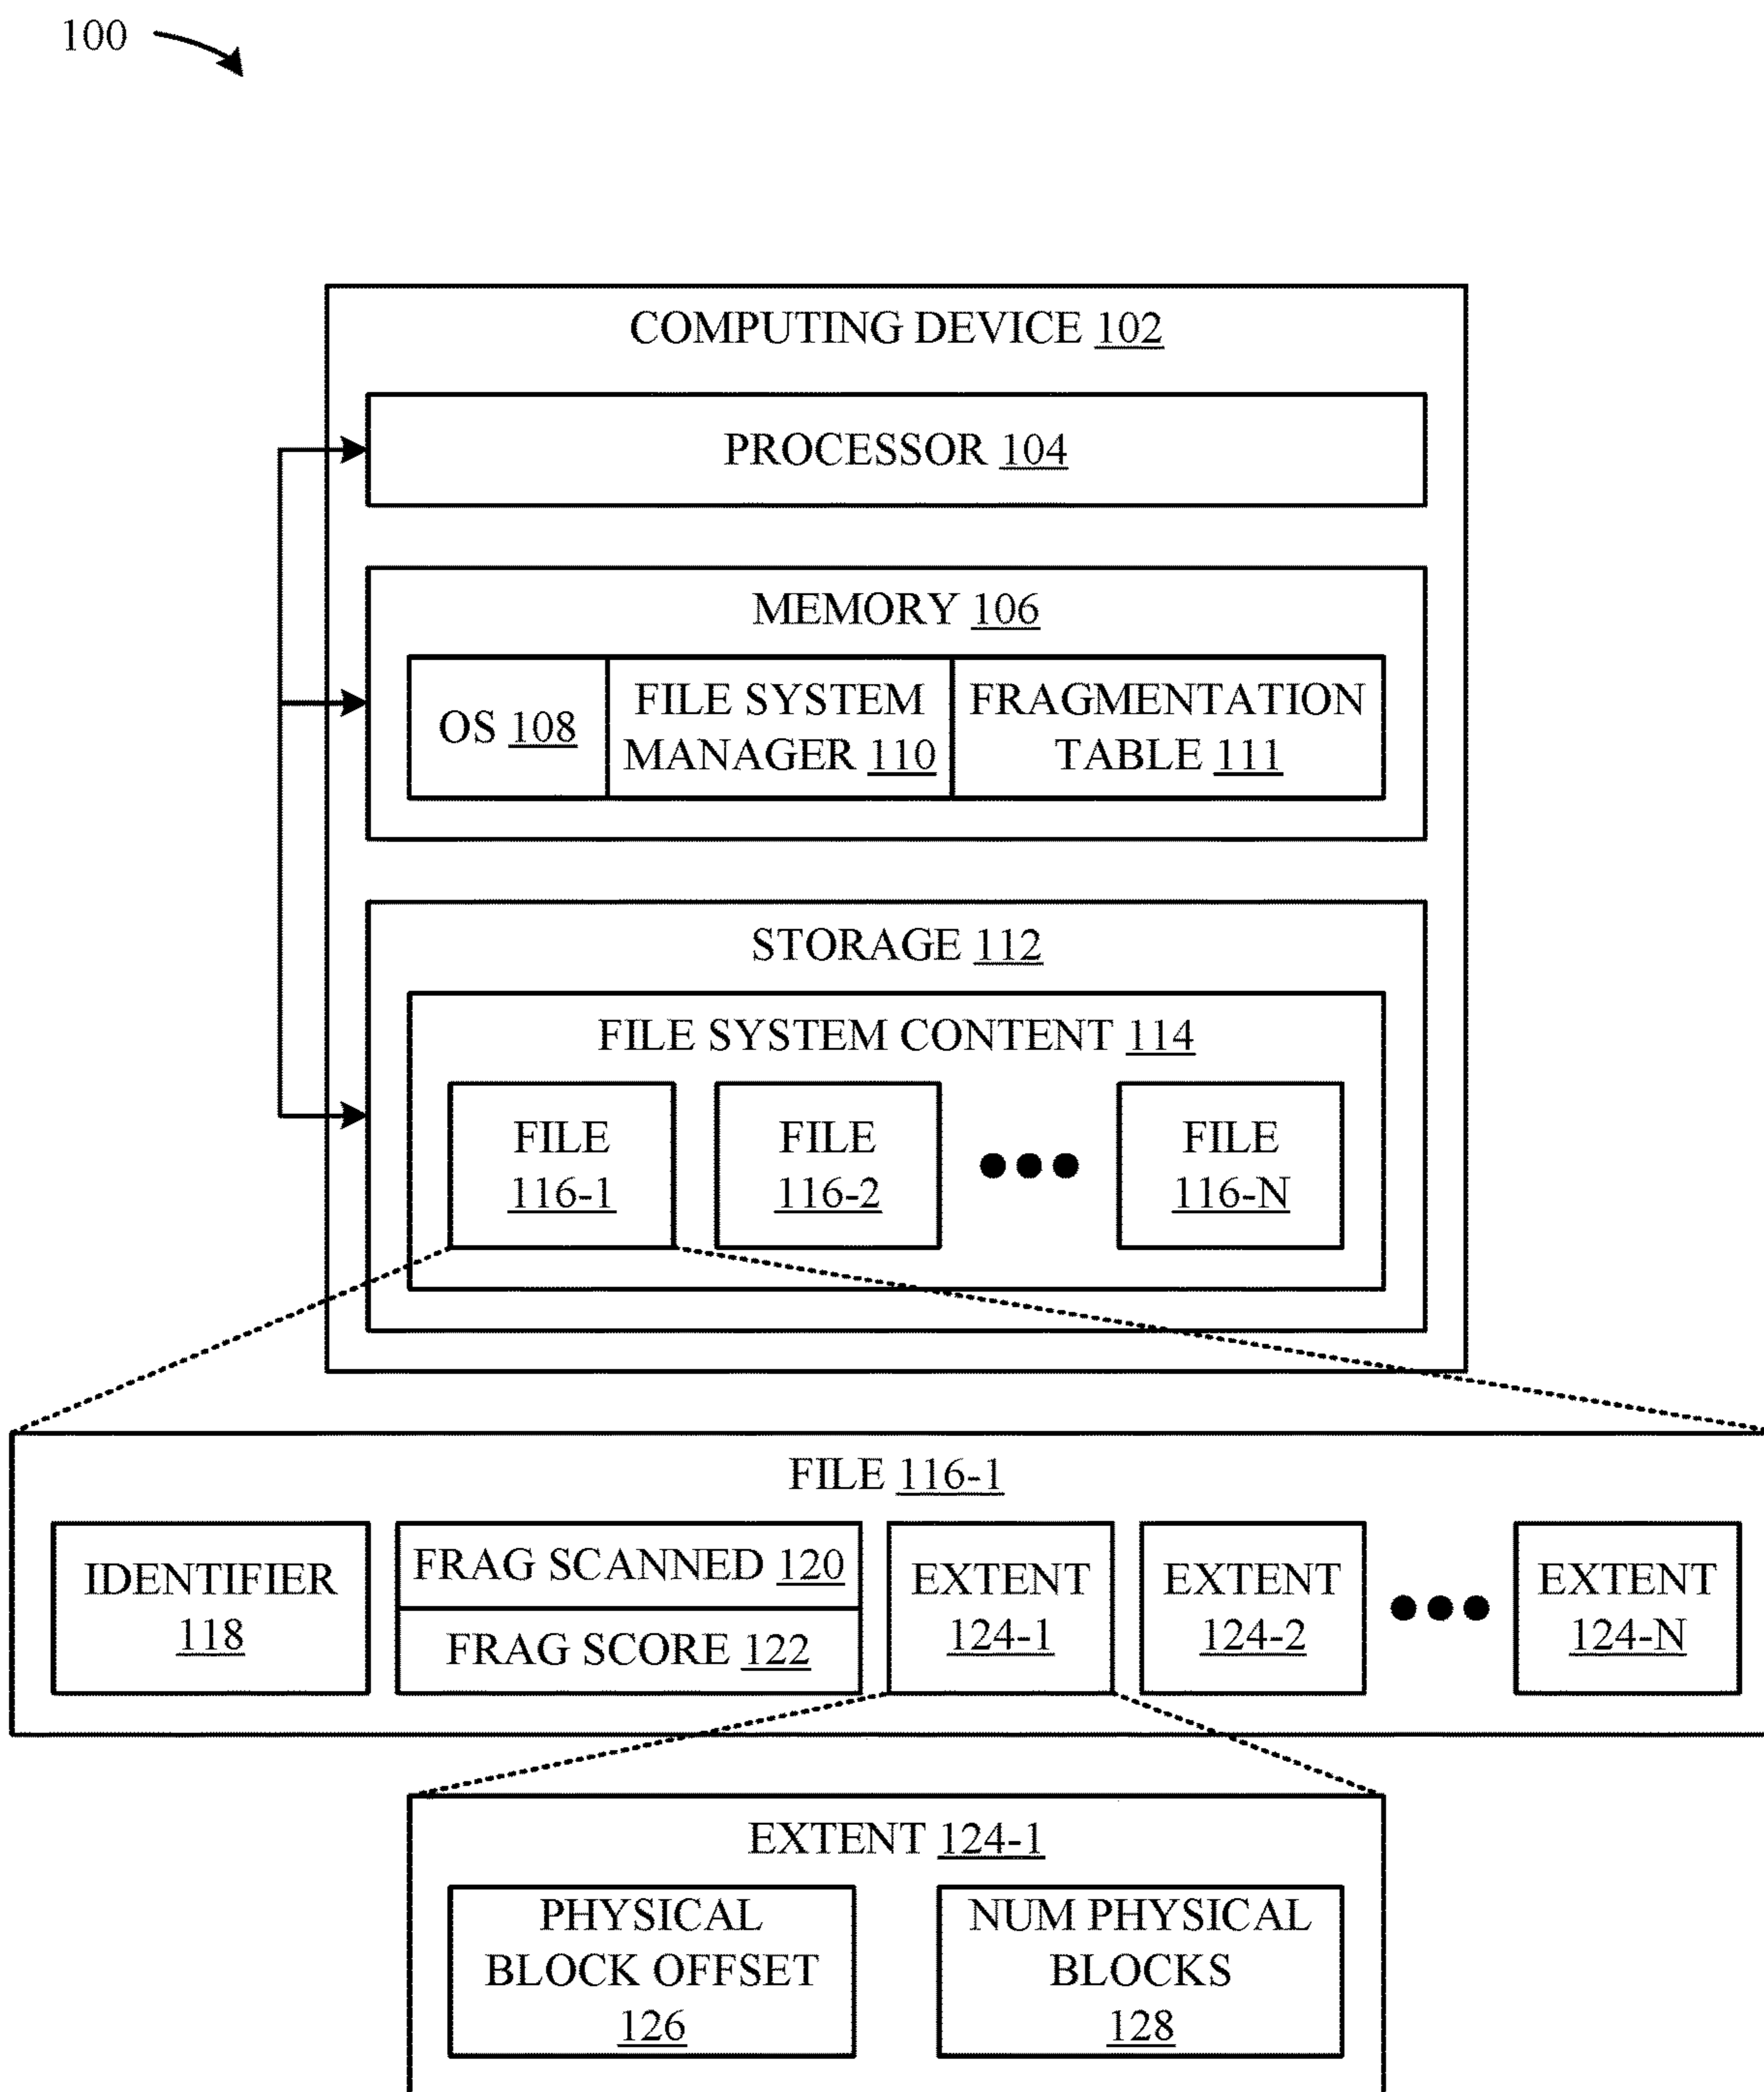 100
COMPUTING DEVICE 102
PROCESSOR 104
MEMORY 106
OS 108
FILE SYSTEM
MANAGER 110
FRAGMENTATION
TABLE 111
STORAGE 112
FILE SYSTEM CONTENT 114
FILE
116-1
FILE
116-2
FILE
116-N
FILE 116-1
IDENTIFIER
118
FRAG SCANNED 120
FRAG SCORE 122
EXTENT
124-1
EXTENT
124-2
EXTENT
124-N
EXTENT 124-1
PHYSICAL
BLOCK OFFSET
126
NUM PHYSICAL
BLOCKS
128